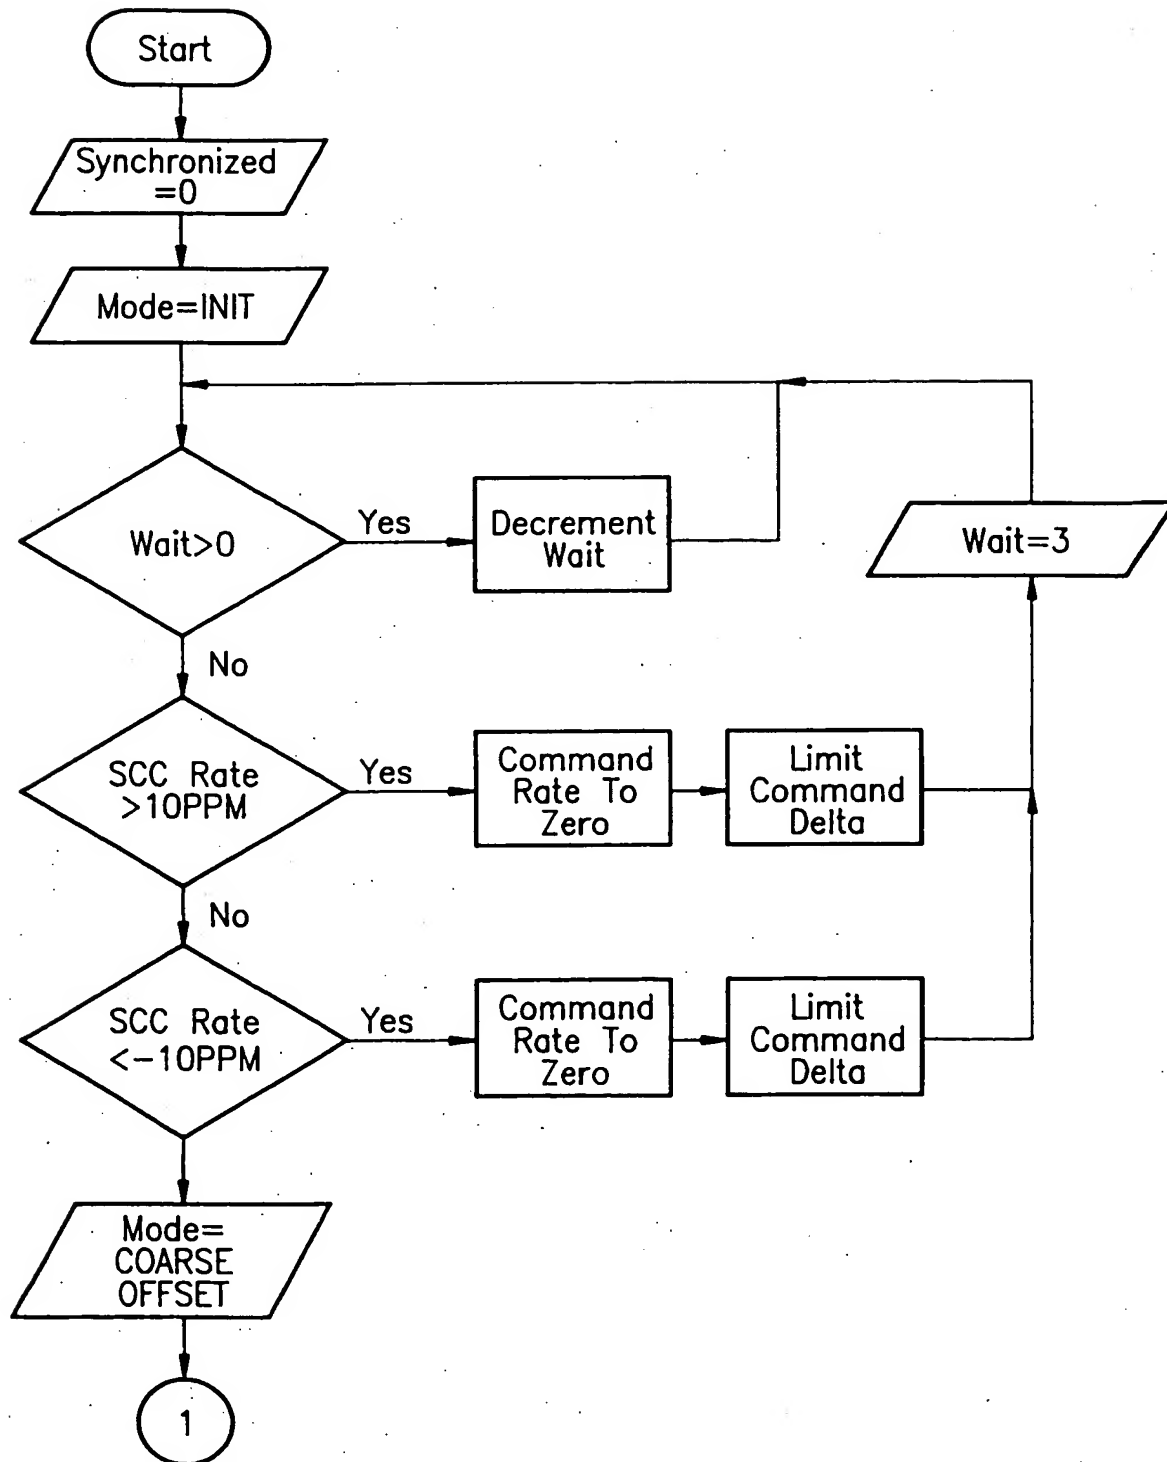 Start
Synchronized
=0
Mode=INIT
Wait>0
Yes
Decrement
Wait
Wait=3
No
SCC Rate
>10PPM
Yes
Command
Rate To
Zero
Limit
Command
Delta
No
SCC Rate
<-10PPM
Yes
Command
Rate To
Zero
Limit
Command
Delta
Mode=
COARSE
OFFSET
1